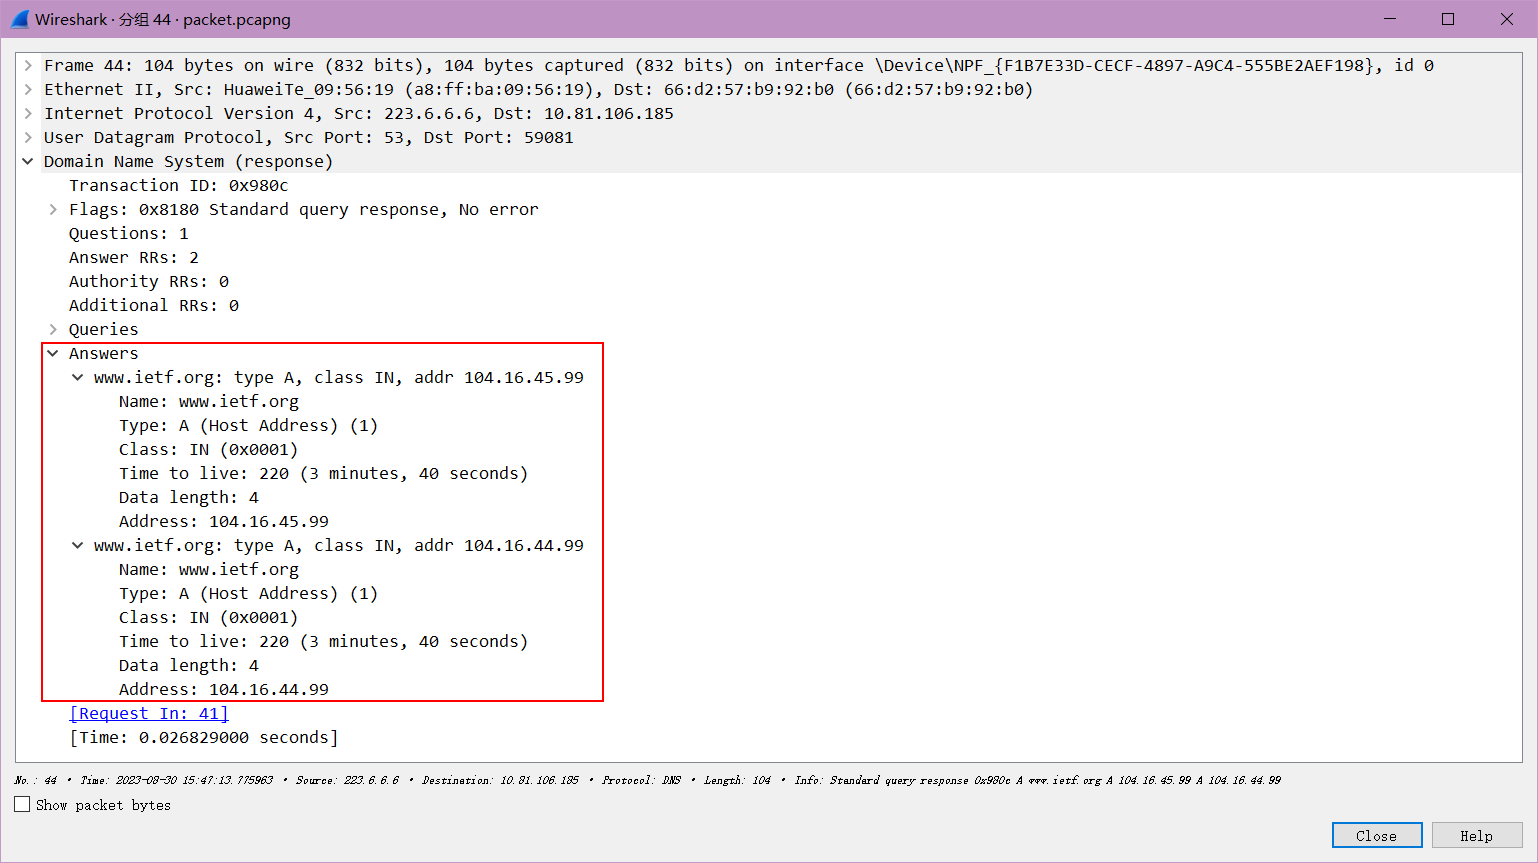 Wireshark · 分组 44 · packet.pcapng
Frame 44: 104 bytes on wire (832 bits), 104 bytes captured (832 bits) on interface \Device\NPF_{F1B7E33D-CECF-4897-A9C4-555BE2AEF198}, id 0
Ethernet II, Src: HuaweiTe_09:56:19 (a8:ff:ba:09:56:19), Dst: 66:d2:57:b9:92:b0 (66:d2:57:b9:92:b0)
Internet Protocol Version 4, Src: 223.6.6.6, Dst: 10.81.106.185
User Datagram Protocol, Src Port: 53, Dst Port: 59081
Domain Name System (response)
Transaction ID: 0x980c
Flags: 0x8180 Standard query response, No error
Questions: 1
Answer RRs: 2
Authority RRs: 0
Additional RRs: 0
Queries
Answers
www.ietf.org: type A, class IN, addr 104.16.45.99
Name: www.ietf.org
Type: A (Host Address) (1)
Class: IN (0x0001)
Time to live: 220 (3 minutes, 40 seconds)
Data length: 4
Address: 104.16.45.99
www.ietf.org: type A, class IN, addr 104.16.44.99
Name: www.ietf.org
Type: A (Host Address) (1)
Class: IN (0x0001)
Time to live: 220 (3 minutes, 40 seconds)
Data length: 4
Address: 104.16.44.99
[Request In: 41]
[Time: 0.026829000 seconds]
No.: 44 · Time: 2023-08-30 15:47:13.775963 · Source: 223.6.6.6 · Destination: 10.81.106.185 · Protocol: DNS · Length: 104 · Info: Standard query response 0x980c A www.ietf.org A 104.16.45.99 A 104.16.44.99
Show packet bytes
Close
Help